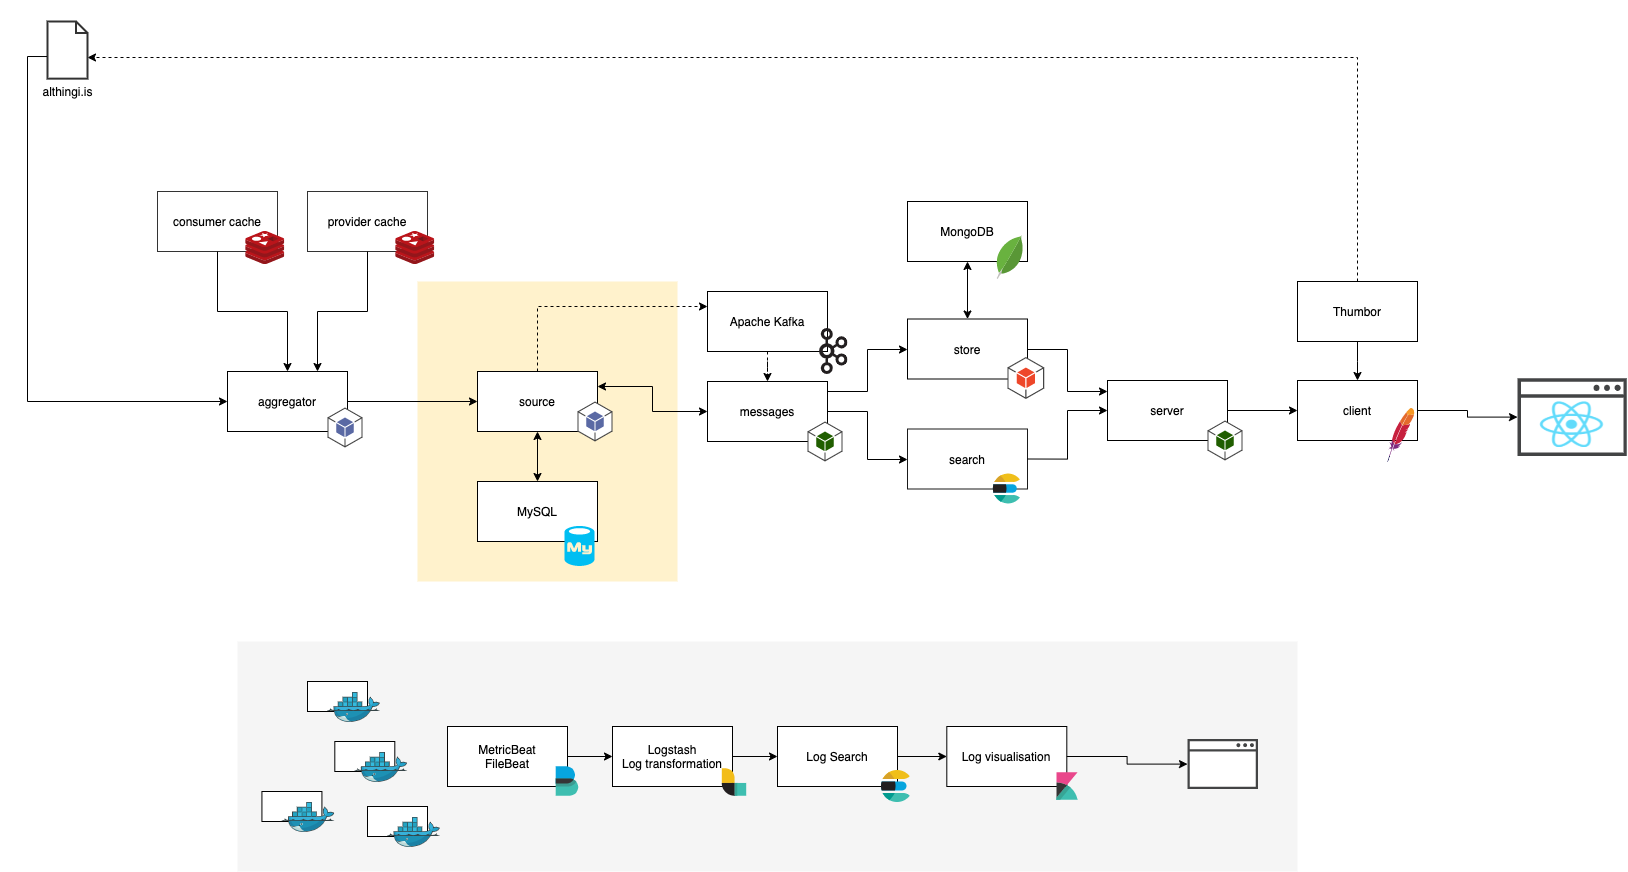 althingi.is
consumer cache
provider cache
MongoDB
Apache Kafka
Thumbor
store
aggregator
source
messages
server
client
search
MySQL
My
MetricBeat
FileBeat
Logstash
Log transformation
Log Search
Log visualisation